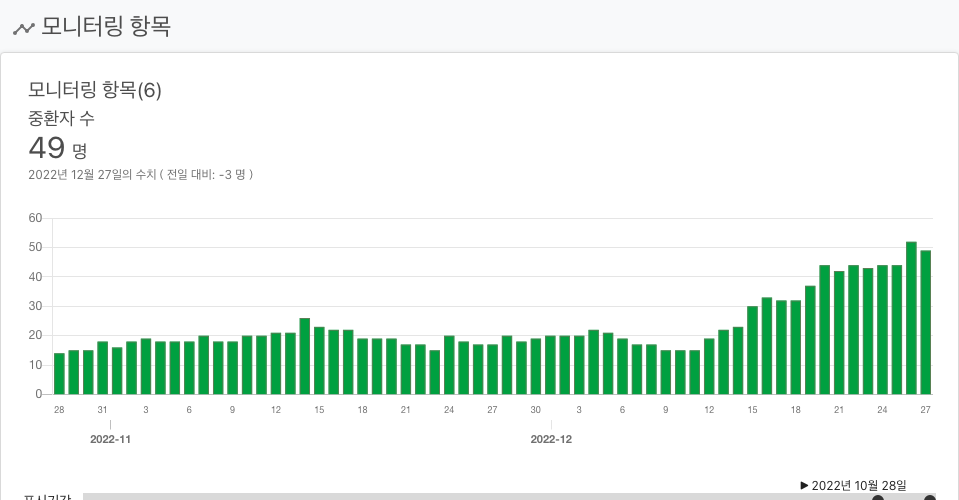 모니터링 항목
모니터링 항목(6)
중환자 수
49 명
2022년 12월 27일의 수치 ( 전일 대비: -3 명 )
60
50
40
30
20
10
0
28 31 3 6 9 12 15 18 21 24 27 30 3 6 9 12 15 18 21 24 27
2022-11 2022-12
▶ 2022년 10월 28일
표시기간